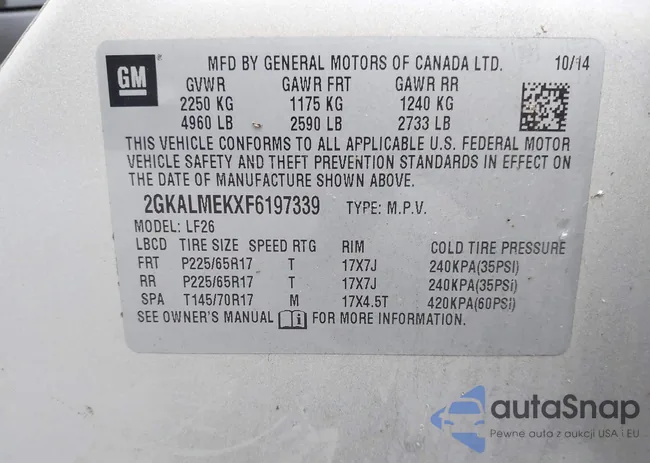 GM
MFD BY GENERAL MOTORS OF CANADA LTD. 10/14
GVWR GAWR FRT GAWR RR
2250 KG 1175 KG 1240 KG
4960 LB 2590 LB 2733 LB
THIS VEHICLE CONFORMS TO ALL APPLICABLE U.S. FEDERAL MOTOR
VEHICLE SAFETY AND THEFT PREVENTION STANDARDS IN EFFECT ON
THE DATE OF MANUFACTURE SHOWN ABOVE.
2GKALMEKXF6197339 TYPE: M.P.V.
MODEL: LF26
LBCD TIRE SIZE SPEED RTG RIM COLD TIRE PRESSURE
FRT P225/65R17 T 17X7J 240KPA(35PSI)
RR P225/65R17 T 17X7J 240KPA(35PSI)
SPA T145/70R17 M 17X4.5T 420KPA(60PSI)
SEE OWNER'S MANUAL i FOR MORE INFORMATION.
autaSnap
Pewne auto z aukcji USA i EU